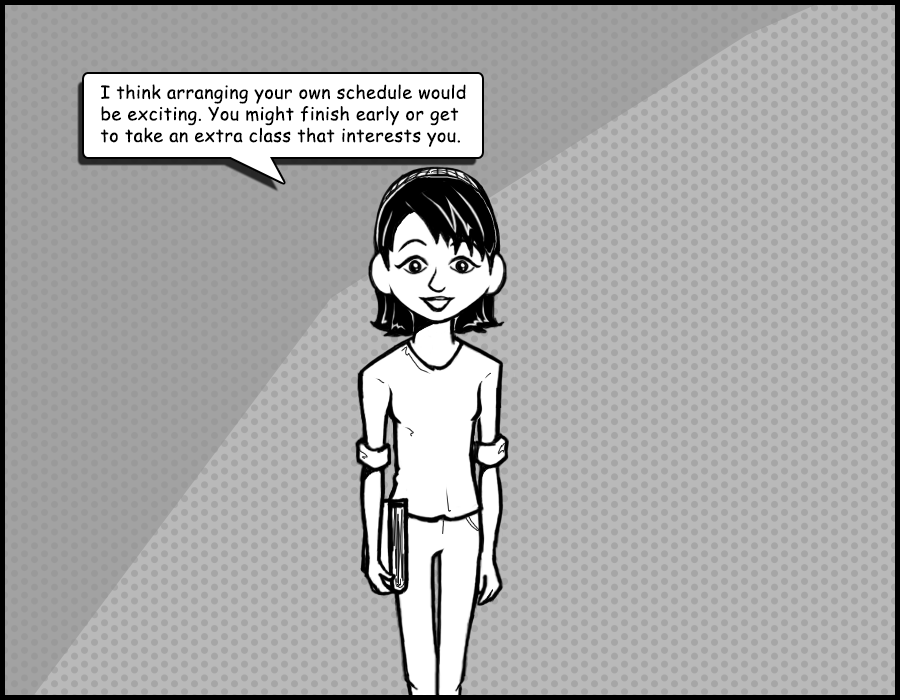 I think arranging your own schedule would
be exciting. You might finish early or get
to take an extra class that interests you.